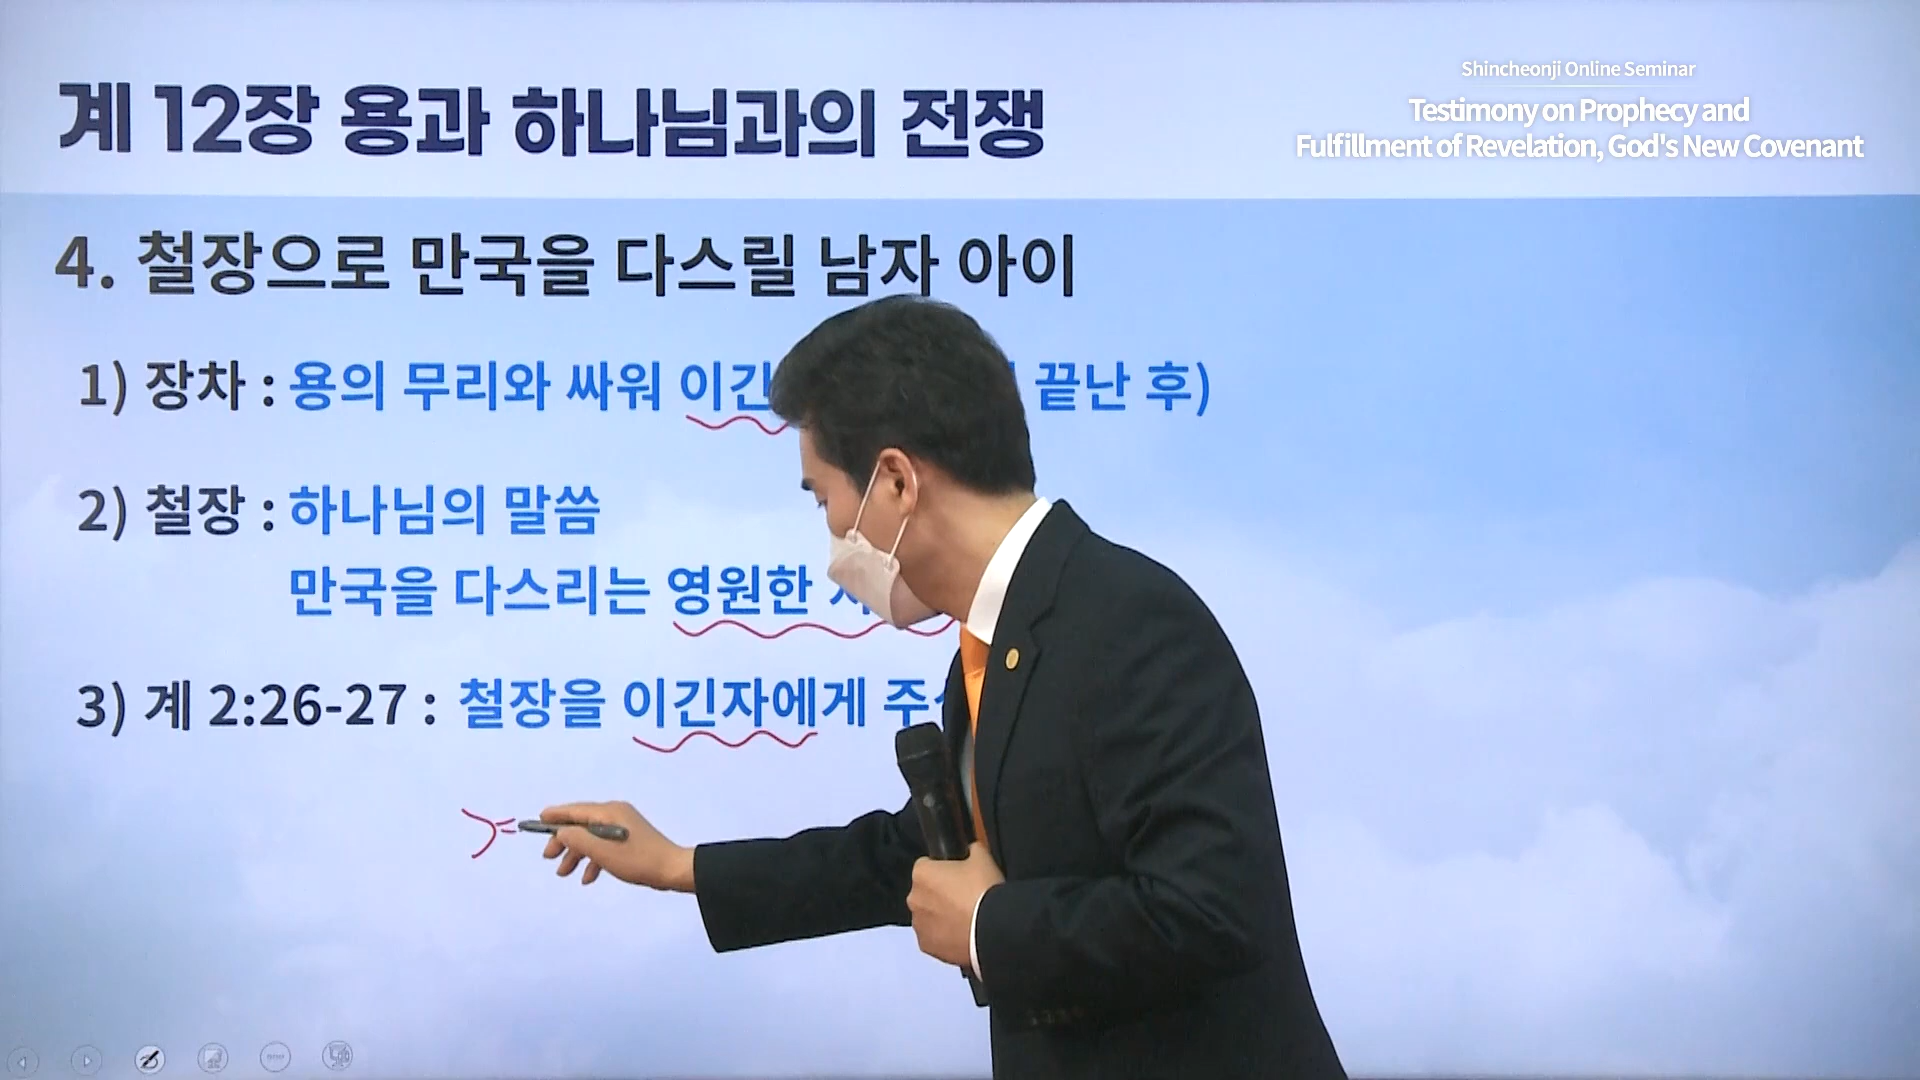 계 12장 용과 하나님과의 전쟁
Shincheonji Online Seminar
Testimony on Prophecy and
Fulfillment of Revelation, God's New Covenant
4. 철장으로 만국을 다스릴 남자 아이
1) 장차 : 용의 무리와 싸워 이긴 끝난 후)
2) 철장 : 하나님의 말씀
만국을 다스리는 영원한
3) 계 2:26-27 : 철장을 이긴자에게